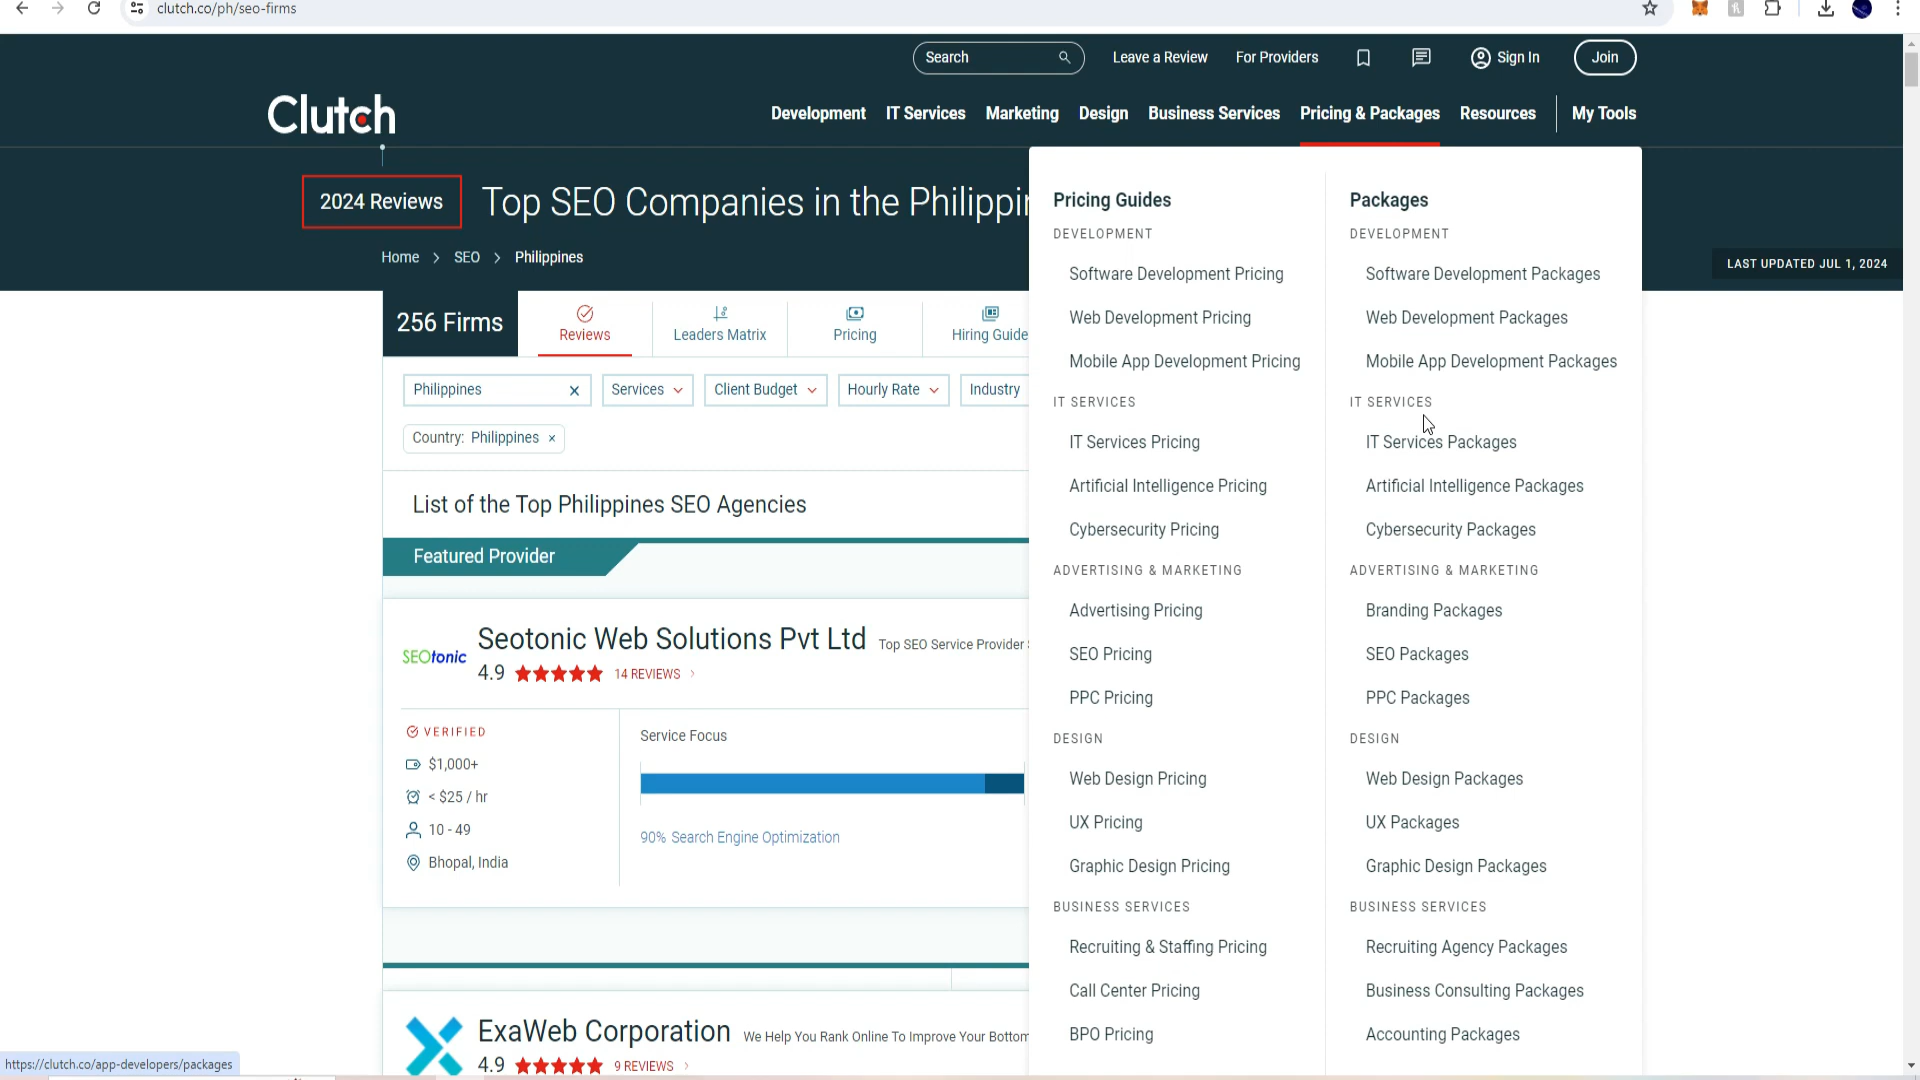 clutch.co/ph/seo-firms
Search
Leave a Review
For Providers
Sign In
Join
Clutch
Development
IT Services
Marketing
Design
Business Services
Pricing & Packages
Resources
My Tools
2024 Reviews
Top SEO Companies in the Philippin
Home > SEO > Philippines
LAST UPDATED JUL 1, 2024
256 Firms
Reviews
Leaders Matrix
Pricing
Hiring Guide
Philippines
Services
Client Budget
Hourly Rate
Industry
Country: Philippines ×
List of the Top Philippines SEO Agencies
Featured Provider
SEOtonic
Seotonic Web Solutions Pvt Ltd
Top SEO Service Provider
4.9
14 REVIEWS
VERIFIED
$1,000+
< $25 / hr
10 - 49
Bhopal, India
Service Focus
90% Search Engine Optimization
ExaWeb Corporation
We Help You Rank Online To Improve Your Bottom
4.9
9 REVIEWS
Pricing Guides
DEVELOPMENT
Software Development Pricing
Web Development Pricing
Mobile App Development Pricing
IT SERVICES
IT Services Pricing
Artificial Intelligence Pricing
Cybersecurity Pricing
ADVERTISING & MARKETING
Advertising Pricing
SEO Pricing
PPC Pricing
DESIGN
Web Design Pricing
UX Pricing
Graphic Design Pricing
BUSINESS SERVICES
Recruiting & Staffing Pricing
Call Center Pricing
BPO Pricing
Packages
DEVELOPMENT
Software Development Packages
Web Development Packages
Mobile App Development Packages
IT SERVICES
IT Services Packages
Artificial Intelligence Packages
Cybersecurity Packages
ADVERTISING & MARKETING
Branding Packages
SEO Packages
PPC Packages
DESIGN
Web Design Packages
UX Packages
Graphic Design Packages
BUSINESS SERVICES
Recruiting Agency Packages
Business Consulting Packages
Accounting Packages
https://clutch.co/app-developers/packages